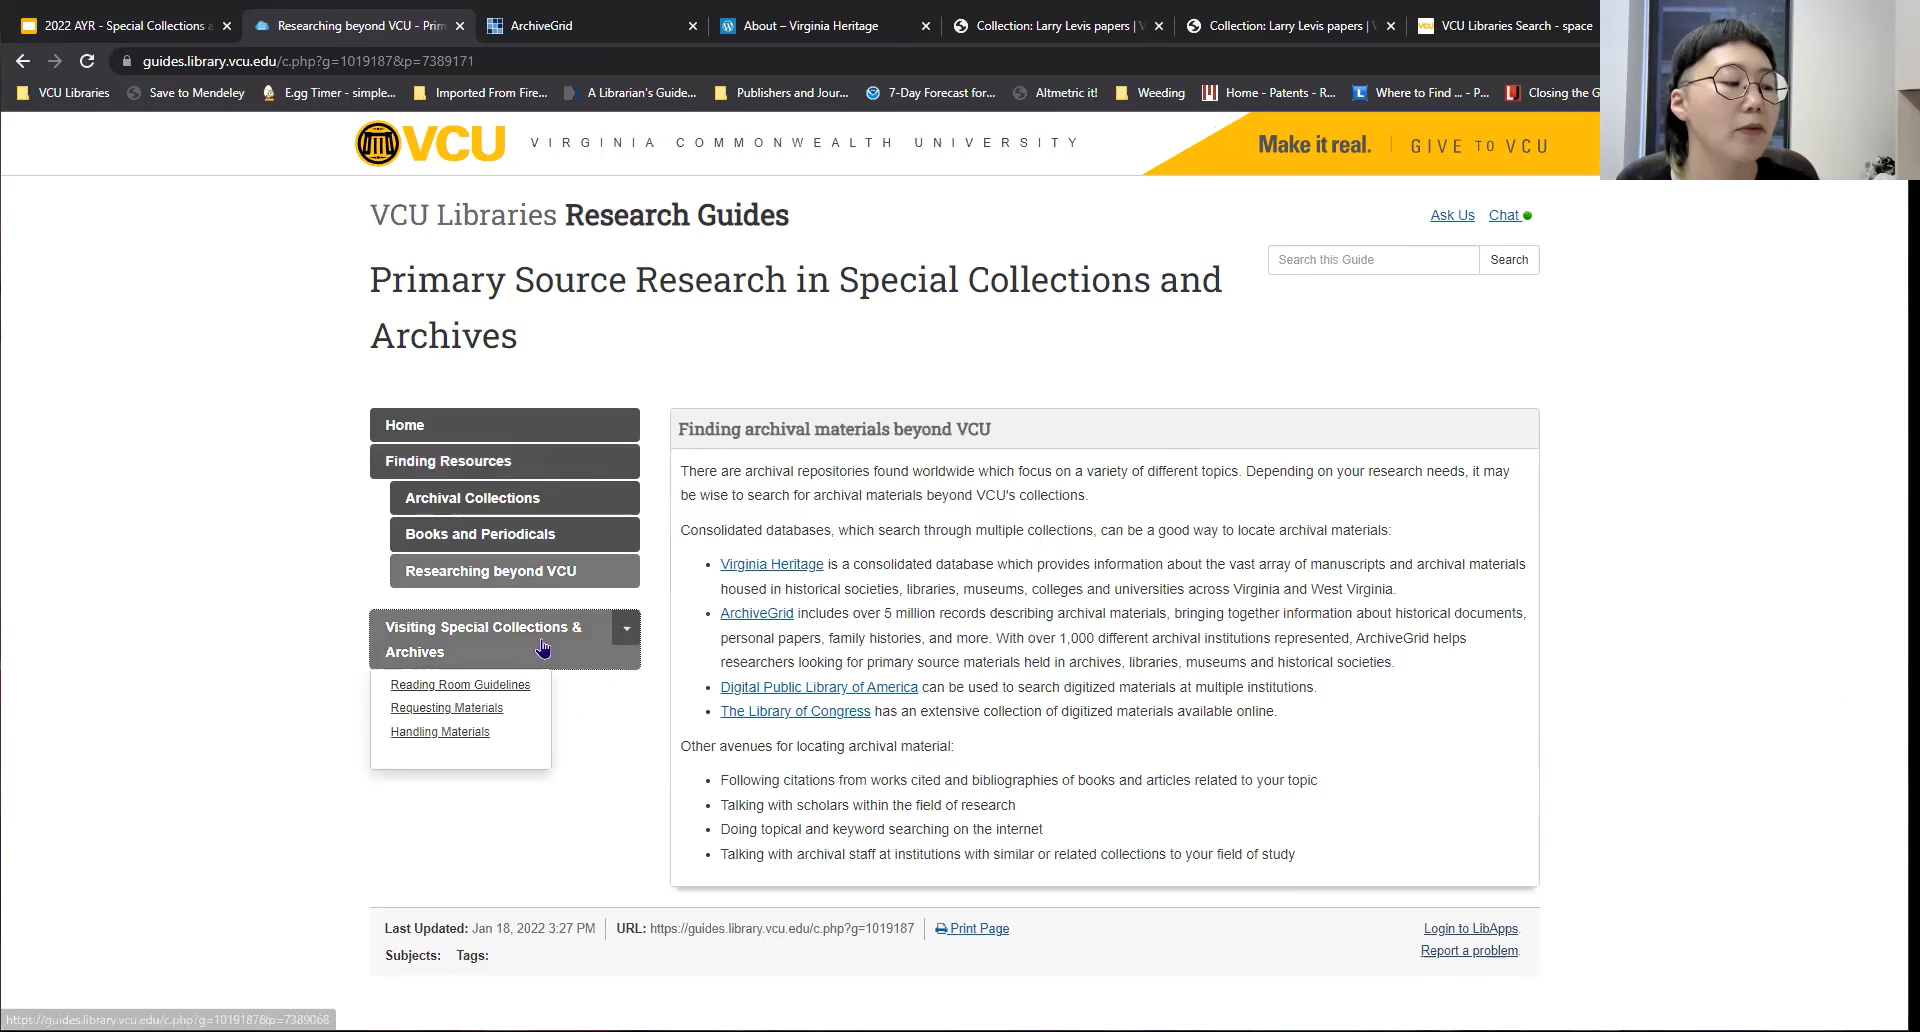 2022 AYR - Special Collections a
Researching beyond VCU - Prim
ArchiveGrid
About – Virginia Heritage
Collection: Larry Levis papers | V
Collection: Larry Levis papers | V
VCU Libraries Search - space
guides.library.vcu.edu/c.php?g=1019187&p=7389171
VCU Libraries
Save to Mendeley
E.gg Timer - simple...
Imported From Fire...
A Librarian's Guide...
Publishers and Jour...
7-Day Forecast for...
Altmetric it!
Weeding
Home - Patents - R...
Where to Find ... - P...
Closing the G
VCU VIRGINIA COMMONWEALTH UNIVERSITY
Make it real. GIVE TO VCU
VCU Libraries Research Guides
Ask Us Chat
Primary Source Research in Special Collections and
Archives
Search this Guide Search
Home
Finding Resources
Archival Collections
Books and Periodicals
Researching beyond VCU
Visiting Special Collections &
Archives
Reading Room Guidelines
Requesting Materials
Handling Materials
Finding archival materials beyond VCU
There are archival repositories found worldwide which focus on a variety of different topics. Depending on your research needs, it may
be wise to search for archival materials beyond VCU's collections.
Consolidated databases, which search through multiple collections, can be a good way to locate archival materials:
• Virginia Heritage is a consolidated database which provides information about the vast array of manuscripts and archival materials
housed in historical societies, libraries, museums, colleges and universities across Virginia and West Virginia.
• ArchiveGrid includes over 5 million records describing archival materials, bringing together information about historical documents,
personal papers, family histories, and more. With over 1,000 different archival institutions represented, ArchiveGrid helps
researchers looking for primary source materials held in archives, libraries, museums and historical societies.
• Digital Public Library of America can be used to search digitized materials at multiple institutions.
• The Library of Congress has an extensive collection of digitized materials available online.
Other avenues for locating archival material:
• Following citations from works cited and bibliographies of books and articles related to your topic
• Talking with scholars within the field of research
• Doing topical and keyword searching on the internet
• Talking with archival staff at institutions with similar or related collections to your field of study
Last Updated: Jan 18, 2022 3:27 PM URL: https://guides.library.vcu.edu/c.php?g=1019187 Print Page
Login to LibApps.
Subjects: Tags:
Report a problem.
https://guides.library.vcu.edu/c.php?g=1019187&p=7389068